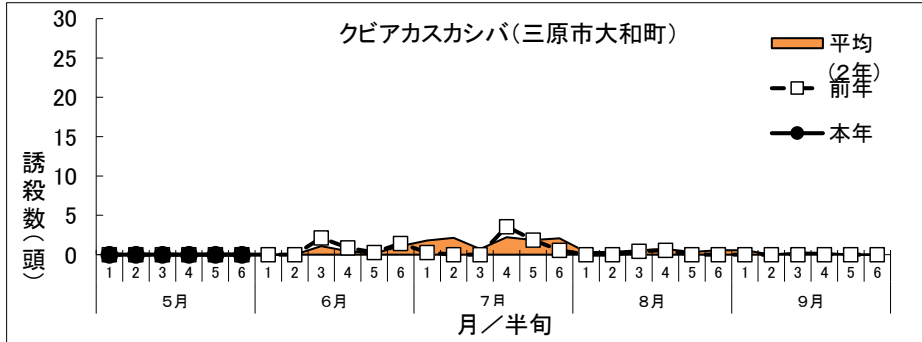 クビアカスカシバ（三原市大和町）
平均
（２年）
前年
本年
誘殺数（頭）
30
25
20
15
10
5
0
1 2 3 4 5 6 1 2 3 4 5 6 1 2 3 4 5 6 1 2 3 4 5 6 1 2 3 4 5 6
５月 ６月 ７月 ８月 ９月
月／半旬